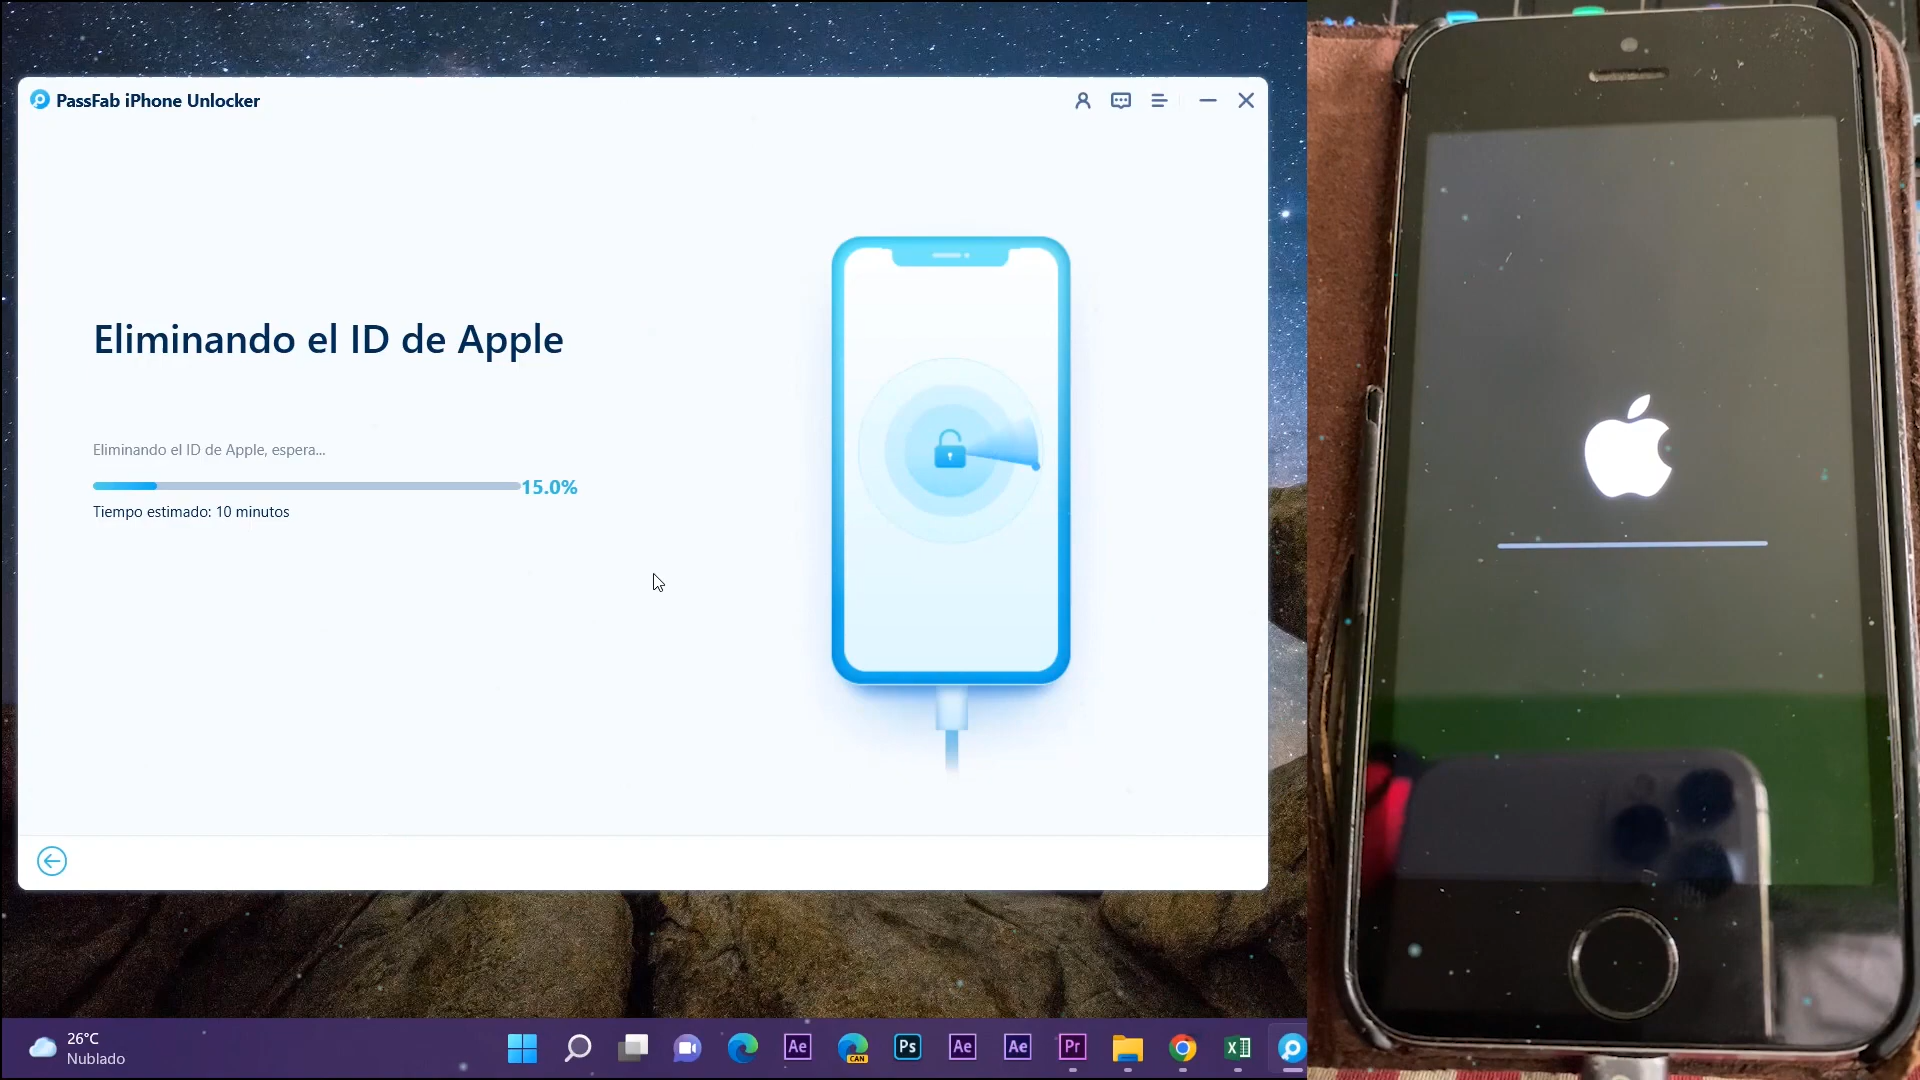 PassFab iPhone Unlocker
Eliminando el ID de Apple
Eliminando el ID de Apple, espera...
15.0%
Tiempo estimado: 10 minutos
26°C
Nublado
Ae
CAN
Ps
Ae
Ae
Pr
X